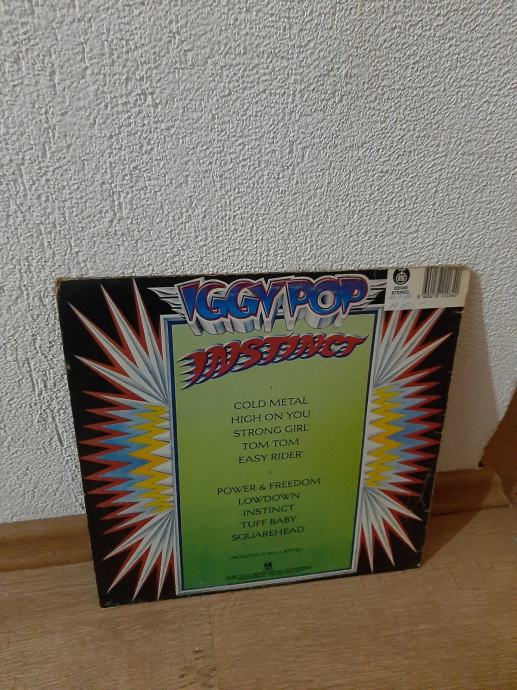 IGGY POP
INSTINCT
STEREO
1
COLD METAL
HIGH ON YOU
STRONG GIRL
TOM TOM
EASY RIDER
POWER & FREEDOM
LOWDOWN
INSTINCT
TUFF BABY
SQUAREHEAD